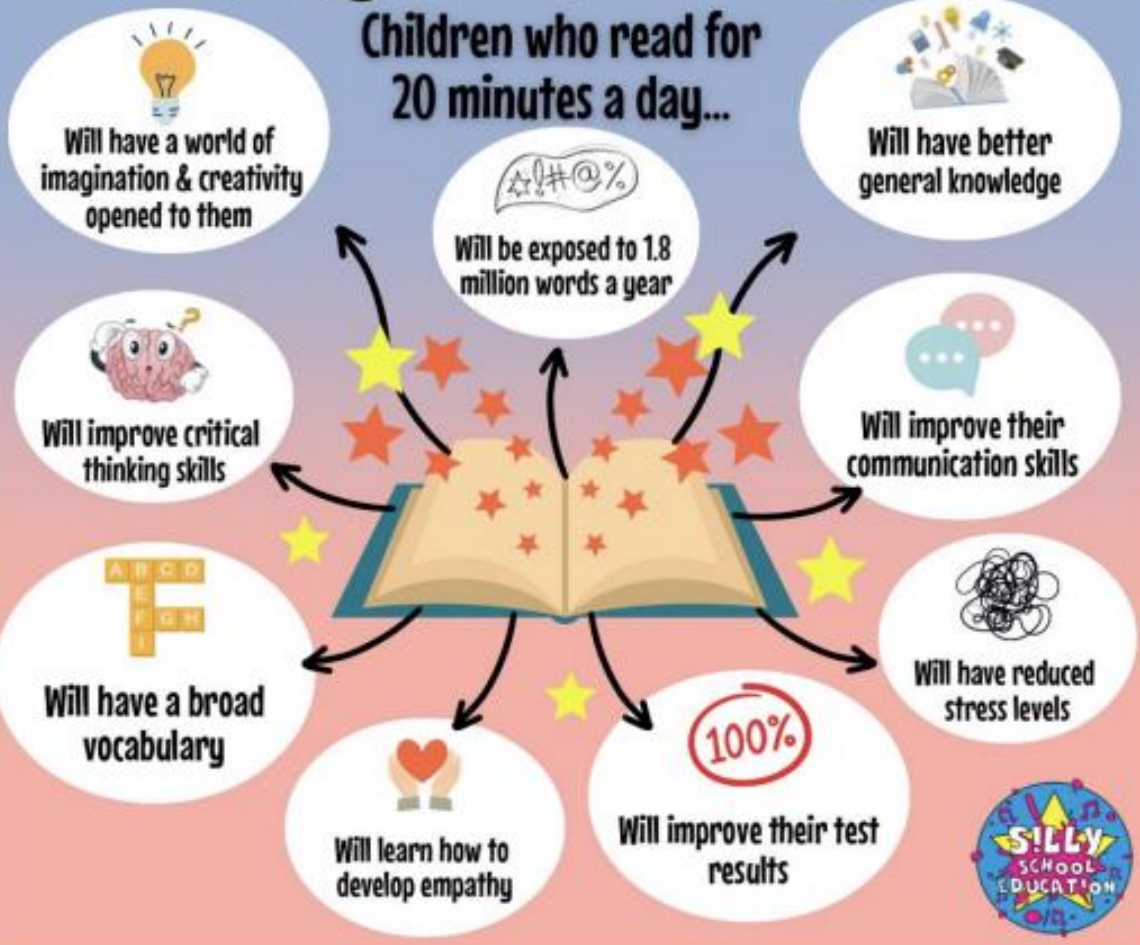 Children who read for
20 minutes a day...
Will have a world of
imagination & creativity
opened to them
☆!#@%
Will be exposed to 1.8
million words a year
Will have better
general knowledge
?
Will improve critical
thinking skills
Will improve their
communication skills
A B C D
E
F G H
I
Will have a broad
vocabulary
Will have reduced
stress levels
Will learn how to
develop empathy
100%
Will improve their test
results
S!LLY
SCHOOL
EDUCAT!ON